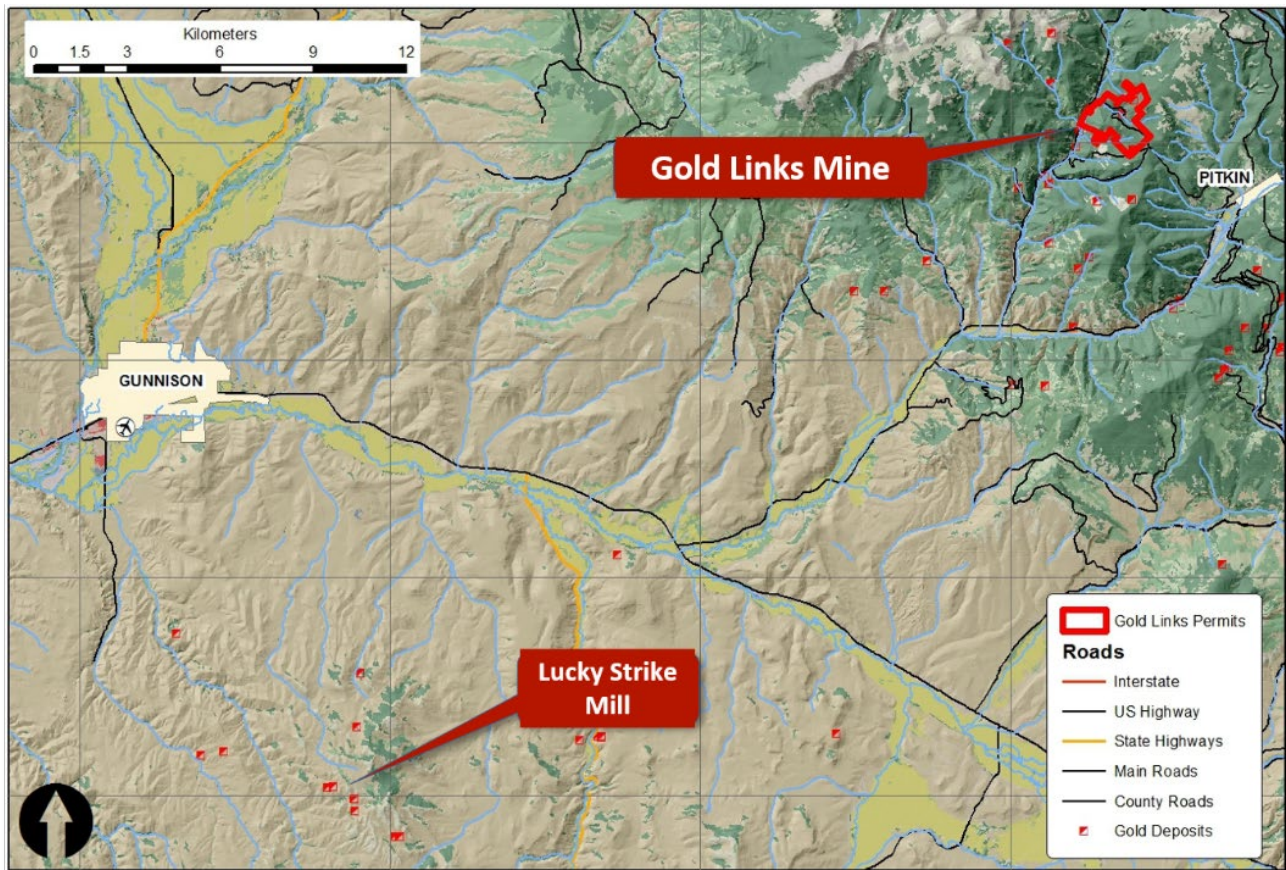 Kilometers
0 1.5 3 6 9 12
Gold Links Mine
PITKIN
GUNNISON
Lucky Strike
Mill
Gold Links Permits
Roads
Interstate
US Highway
State Highways
Main Roads
County Roads
Gold Deposits